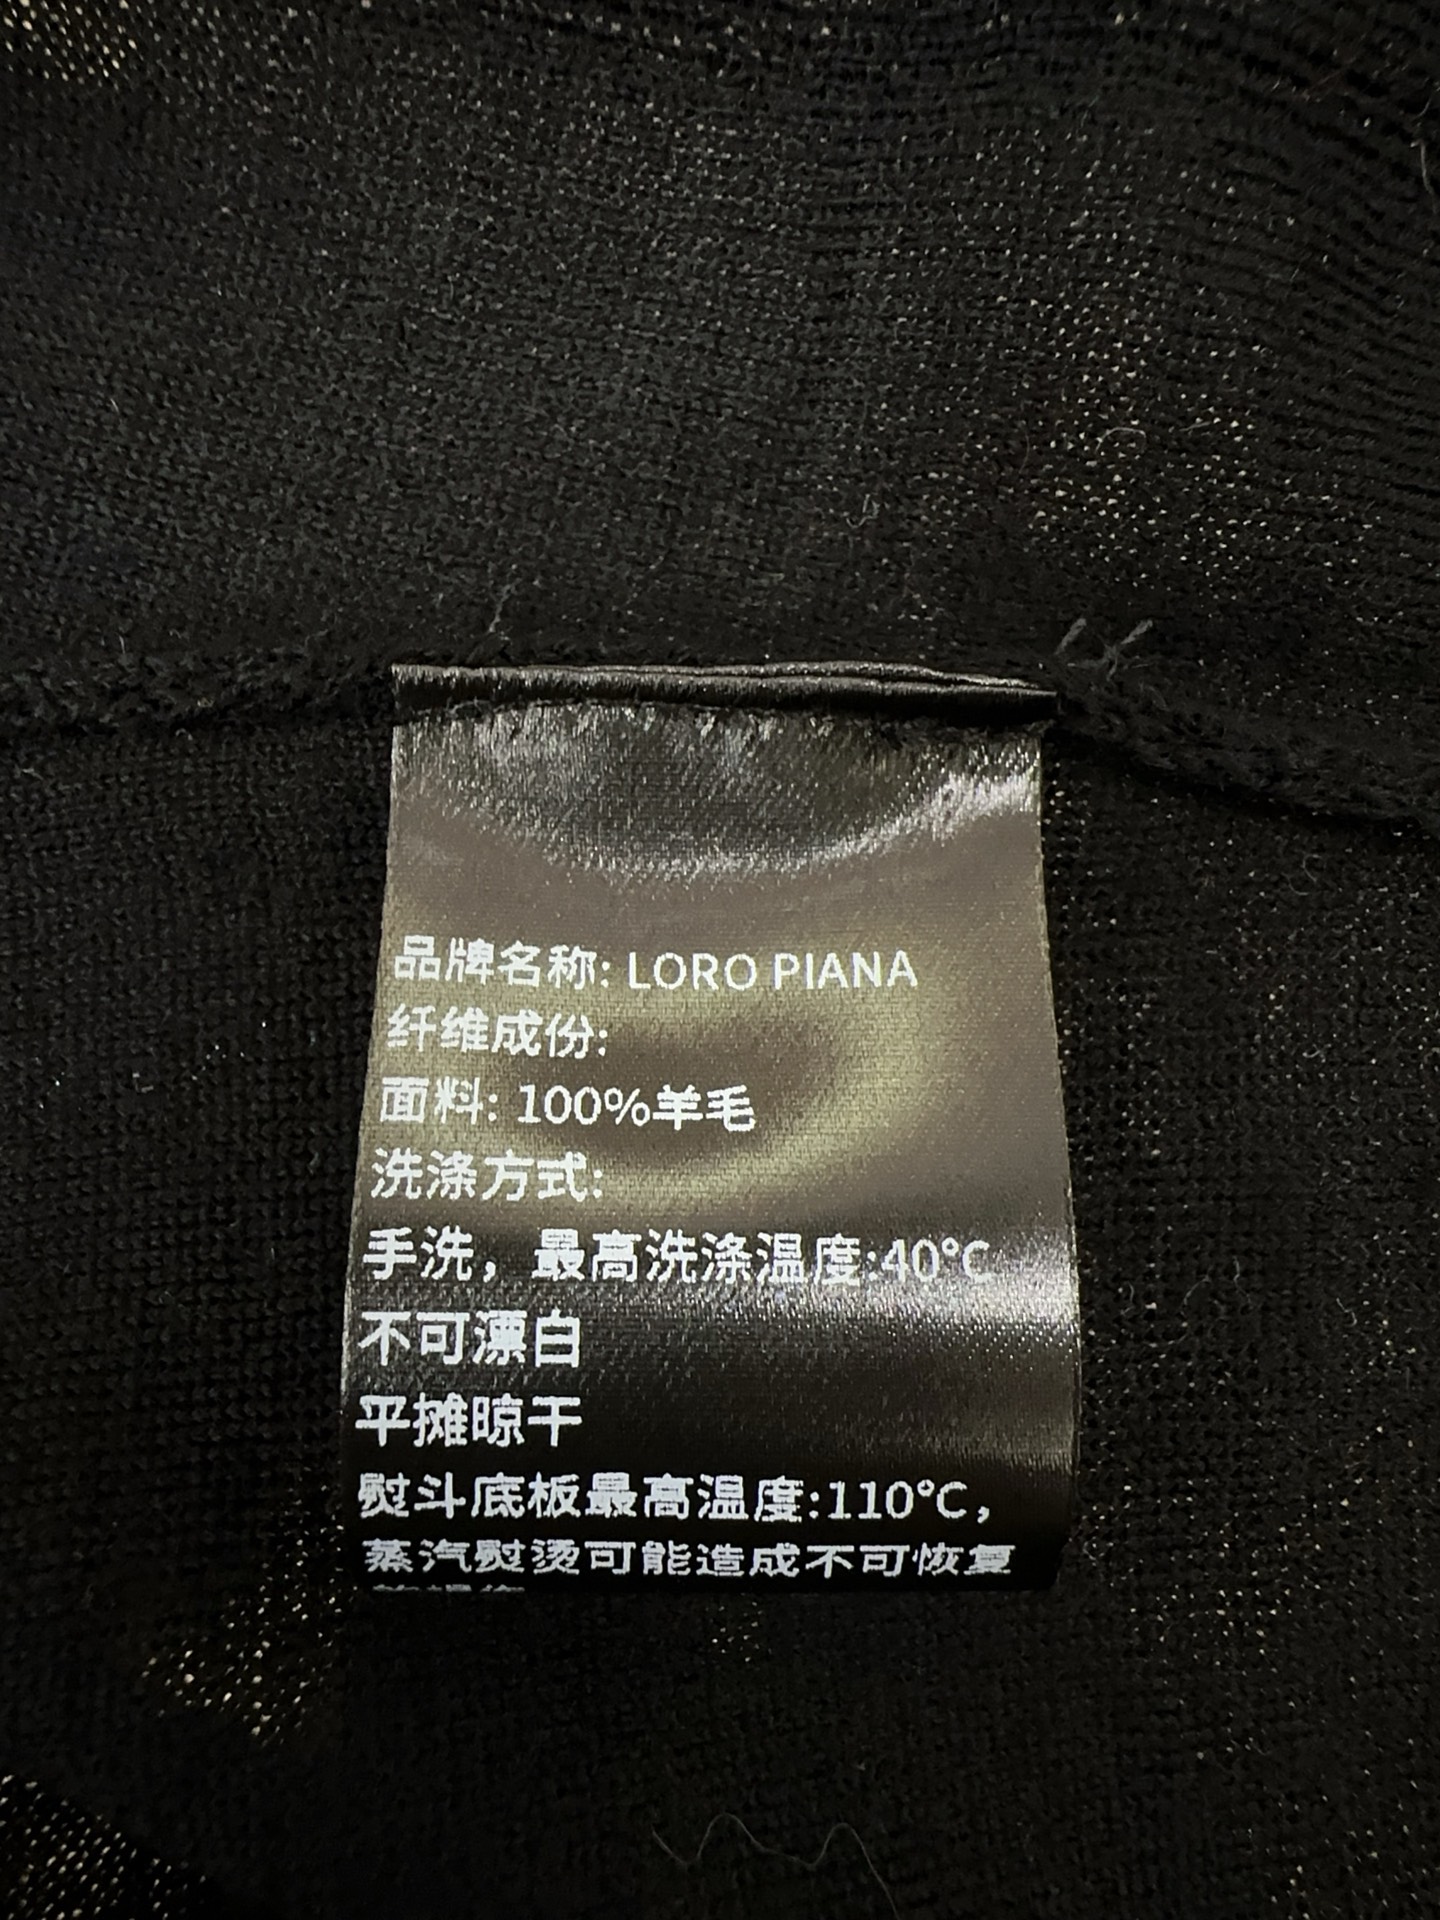 品牌名称: LORO PIANA
纤维成份:
面料: 100%羊毛
洗涤方式:
手洗，最高洗涤温度:40°C
不可漂白
平摊晾干
熨斗底板最高温度:110°C，
蒸汽熨烫可能造成不可恢复